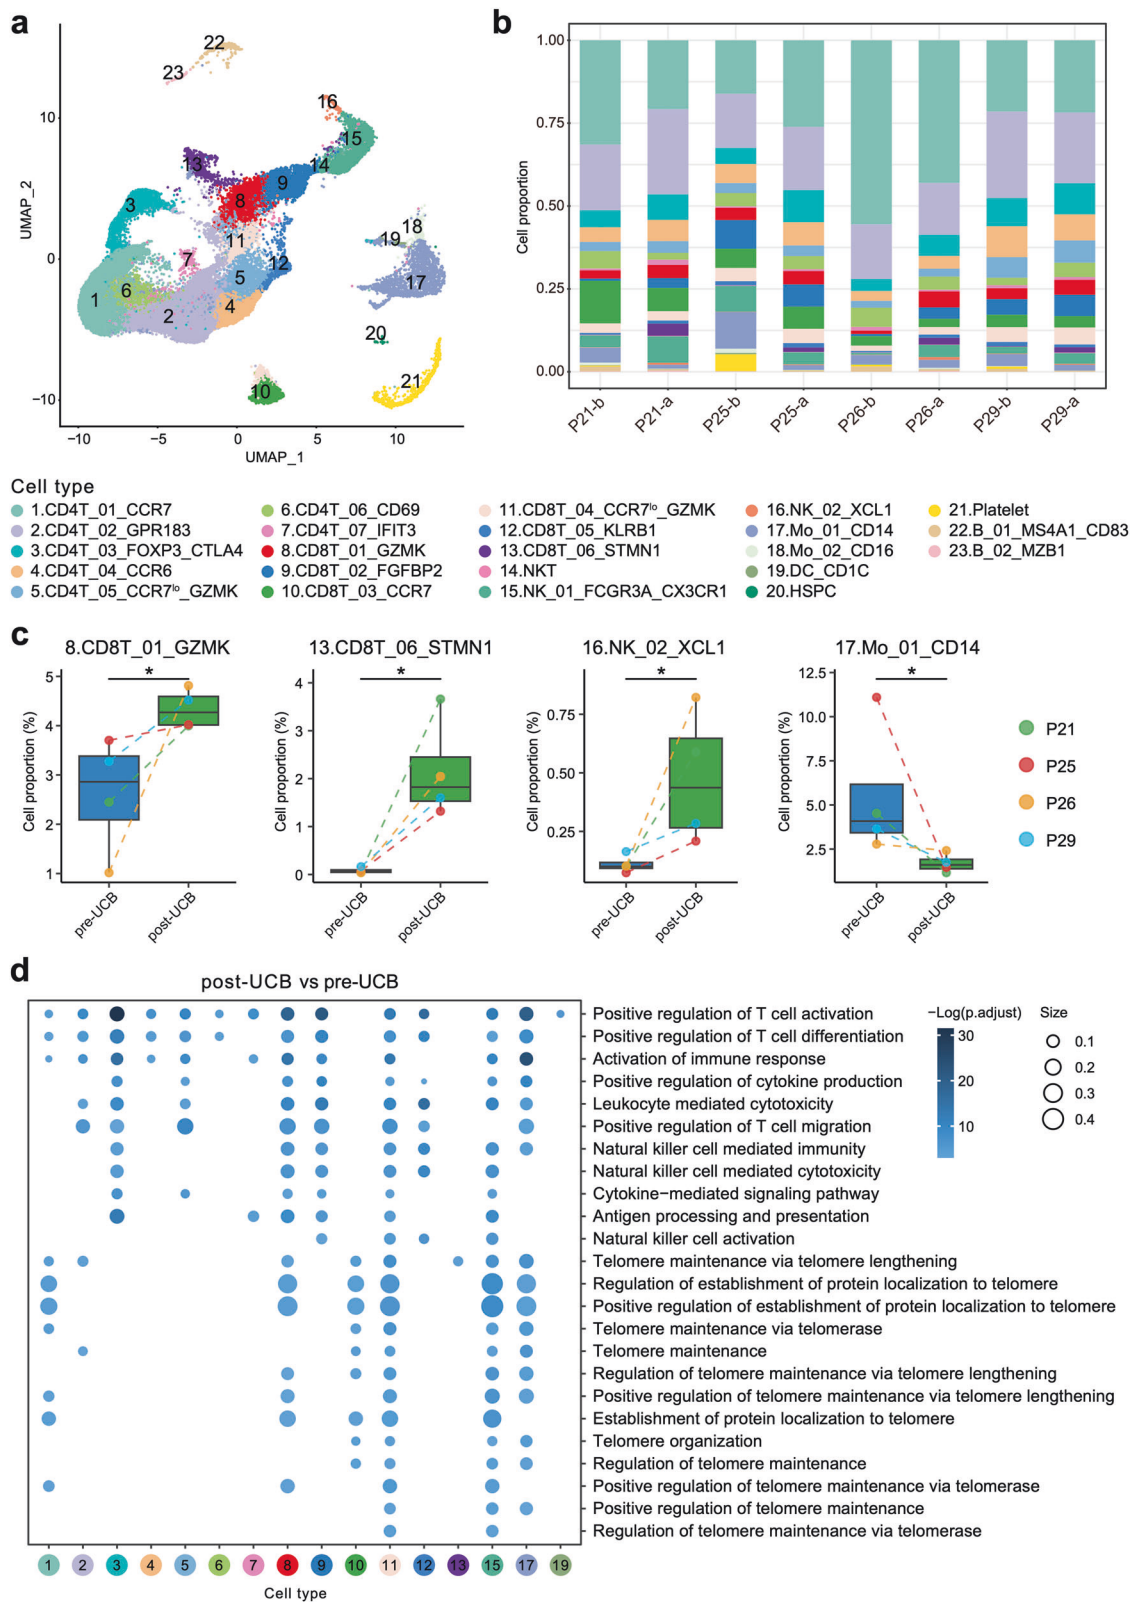 a
22
23
16
10
15
14
13
9
8
3
18
11
19
7
12
5
17
6
1
4
2
0
20
21
10
−10
−10
−5
0
5
10
UMAP_1
UMAP_2
b
1.00
0.75
0.50
0.25
0.00
Cell proportion
P21-b
P21-a
P25-b
P25-a
P26-b
P26-a
P29-b
P29-a
Cell type
1.CD4T_01_CCR7
2.CD4T_02_GPR183
3.CD4T_03_FOXP3_CTLA4
4.CD4T_04_CCR6
5.CD4T_05_CCR7lo_GZMK
6.CD4T_06_CD69
7.CD4T_07_IFIT3
8.CD8T_01_GZMK
9.CD8T_02_FGFBP2
10.CD8T_03_CCR7
11.CD8T_04_CCR7lo_GZMK
12.CD8T_05_KLRB1
13.CD8T_06_STMN1
14.NKT
15.NK_01_FCGR3A_CX3CR1
16.NK_02_XCL1
17.Mo_01_CD14
18.Mo_02_CD16
19.DC_CD1C
20.HSPC
21.Platelet
22.B_01_MS4A1_CD83
23.B_02_MZB1
c
8.CD8T_01_GZMK
*
5
4
3
2
1
Cell proportion (%)
pre-UCB
post-UCB
13.CD8T_06_STMN1
*
4
3
2
1
0
Cell proportion (%)
pre-UCB
post-UCB
16.NK_02_XCL1
*
0.75
0.50
0.25
Cell proportion (%)
pre-UCB
post-UCB
17.Mo_01_CD14
*
12.5
10.0
7.5
5.0
2.5
Cell proportion (%)
pre-UCB
post-UCB
P21
P25
P26
P29
d
post-UCB vs pre-UCB
Positive regulation of T cell activation
Positive regulation of T cell differentiation
Activation of immune response
Positive regulation of cytokine production
Leukocyte mediated cytotoxicity
Positive regulation of T cell migration
Natural killer cell mediated immunity
Natural killer cell mediated cytotoxicity
Cytokine−mediated signaling pathway
Antigen processing and presentation
Natural killer cell activation
Telomere maintenance via telomere lengthening
Regulation of establishment of protein localization to telomere
Positive regulation of establishment of protein localization to telomere
Telomere maintenance via telomerase
Telomere maintenance
Regulation of telomere maintenance via telomere lengthening
Positive regulation of telomere maintenance via telomere lengthening
Establishment of protein localization to telomere
Telomere organization
Regulation of telomere maintenance
Positive regulation of telomere maintenance via telomerase
Positive regulation of telomere maintenance
Regulation of telomere maintenance via telomerase
1 2 3 4 5 6 7 8 9 10 11 12 13 15 17 19
Cell type
−Log(p.adjust)
30
20
10
Size
0.1
0.2
0.3
0.4